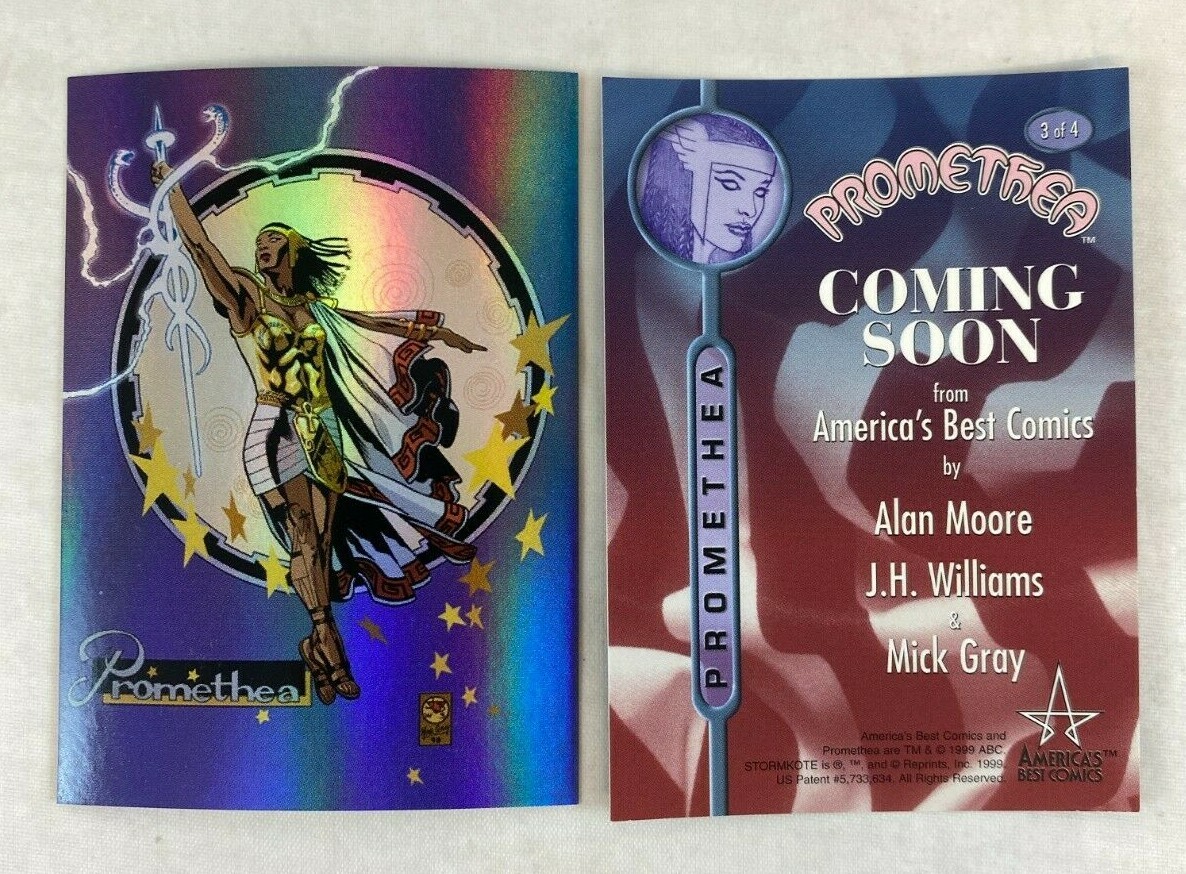 Promethea
3 of 4
PROMETHEA
TM
COMING
SOON
from
America's Best Comics
by
Alan Moore
J.H. Williams
&
Mick Gray
PROMETHEA
America's Best Comics and
Promethea are TM & © 1999 ABC.
STORMKOTE is ®, ™, and © Reprints, Inc. 1999.
US Patent #5,733,634. All Rights Reserved.
AMERICA'S™
BEST COMICS